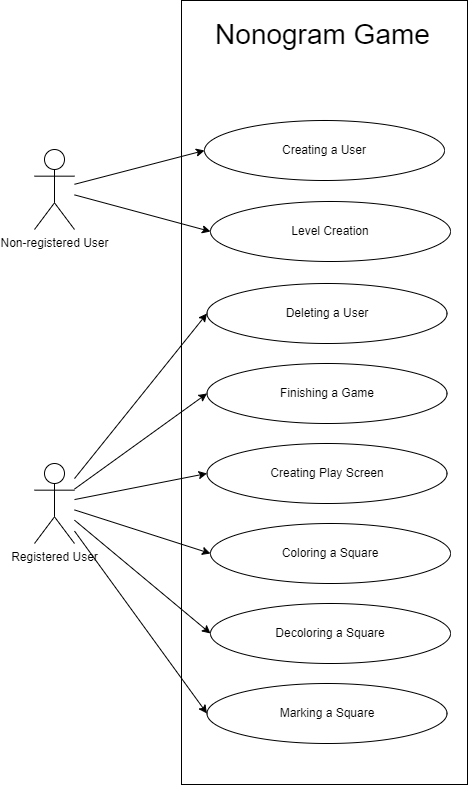 Nonogram Game
Creating a User
Non-registered User
Level Creation
Deleting a User
Finishing a Game
Creating Play Screen
Registered User
Coloring a Square
Decoloring a Square
Marking a Square